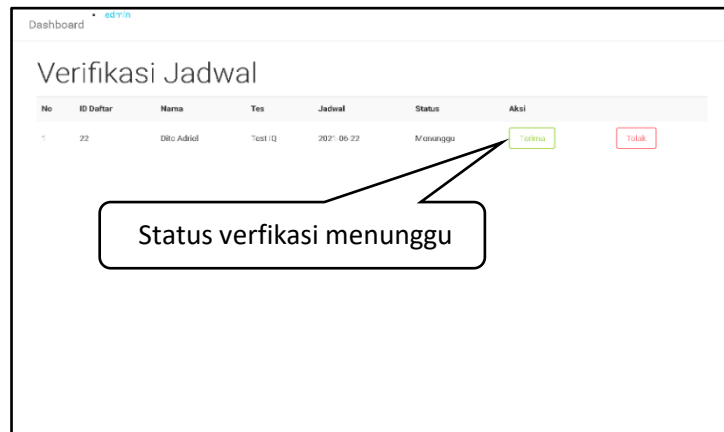 Dashboard
admin
Verifikasi Jadwal
No ID Daftar Nama Tes Jadwal Status Aksi
1 22 Dito Adriel Test IQ 2021-06-22 Menunggu Terima Tolak
Status verfikasi menunggu